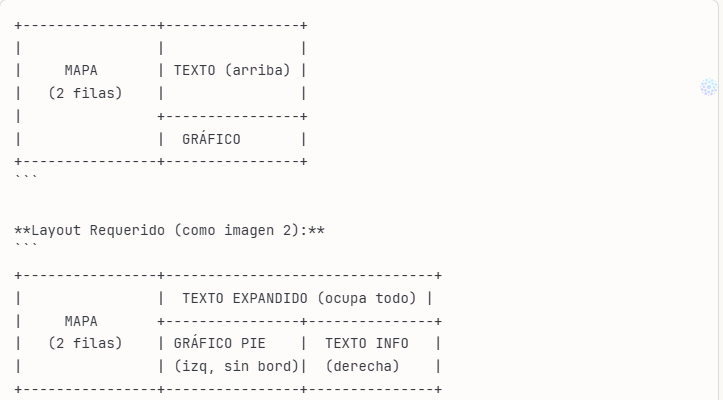 +----------------+----------------+
|                |                |
|     MAPA       | TEXTO (arriba) |
|   (2 filas)    |                |
|                +----------------+
|                |  GRÁFICO       |
+----------------+----------------+
```
**Layout Requerido (como imagen 2):**
```
+----------------+-------------------------------+
|                |  TEXTO EXPANDIDO (ocupa todo) |
|     MAPA       +----------------+--------------+
|   (2 filas)    | GRÁFICO PIE    |  TEXTO INFO   |
|                | (izq, sin bord)|  (derecha)    |
+----------------+----------------+--------------+